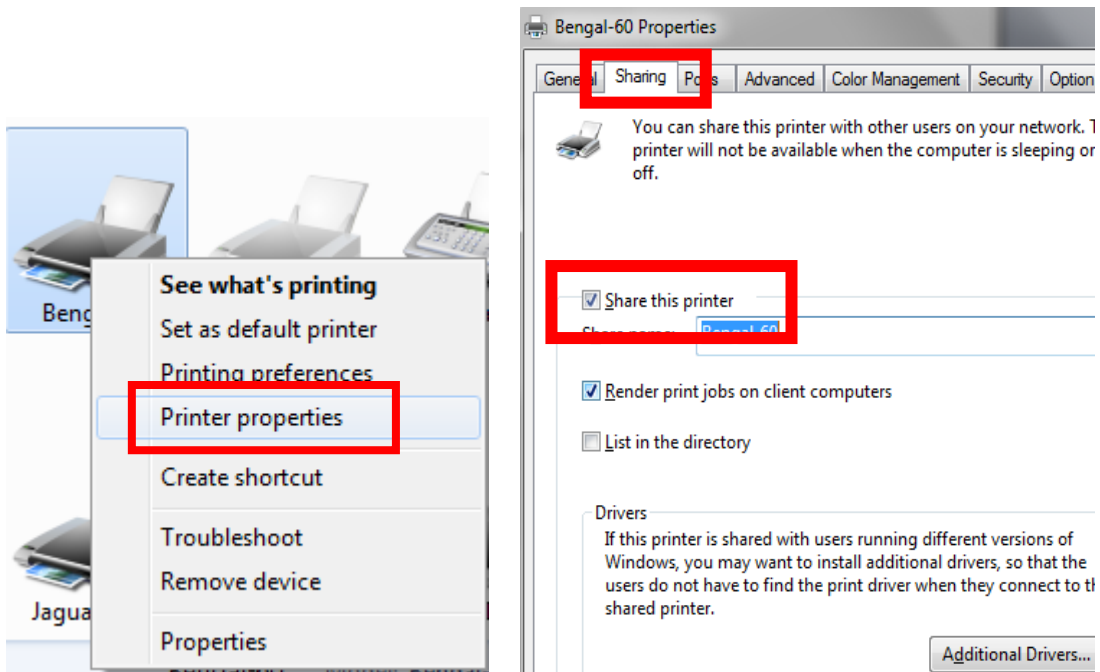 See what's printing
Set as default printer
Printing preferences
Printer properties
Create shortcut
Troubleshoot
Remove device
Properties
Bengal-60 Properties
General Sharing Ports Advanced Color Management Security Option
You can share this printer with other users on your network. T
printer will not be available when the computer is sleeping or
off.
Share this printer
Share name: Bengal-60
Render print jobs on client computers
List in the directory
Drivers
If this printer is shared with users running different versions of
Windows, you may want to install additional drivers, so that the
users do not have to find the print driver when they connect to th
shared printer.
Additional Drivers...
Beng
Jagua